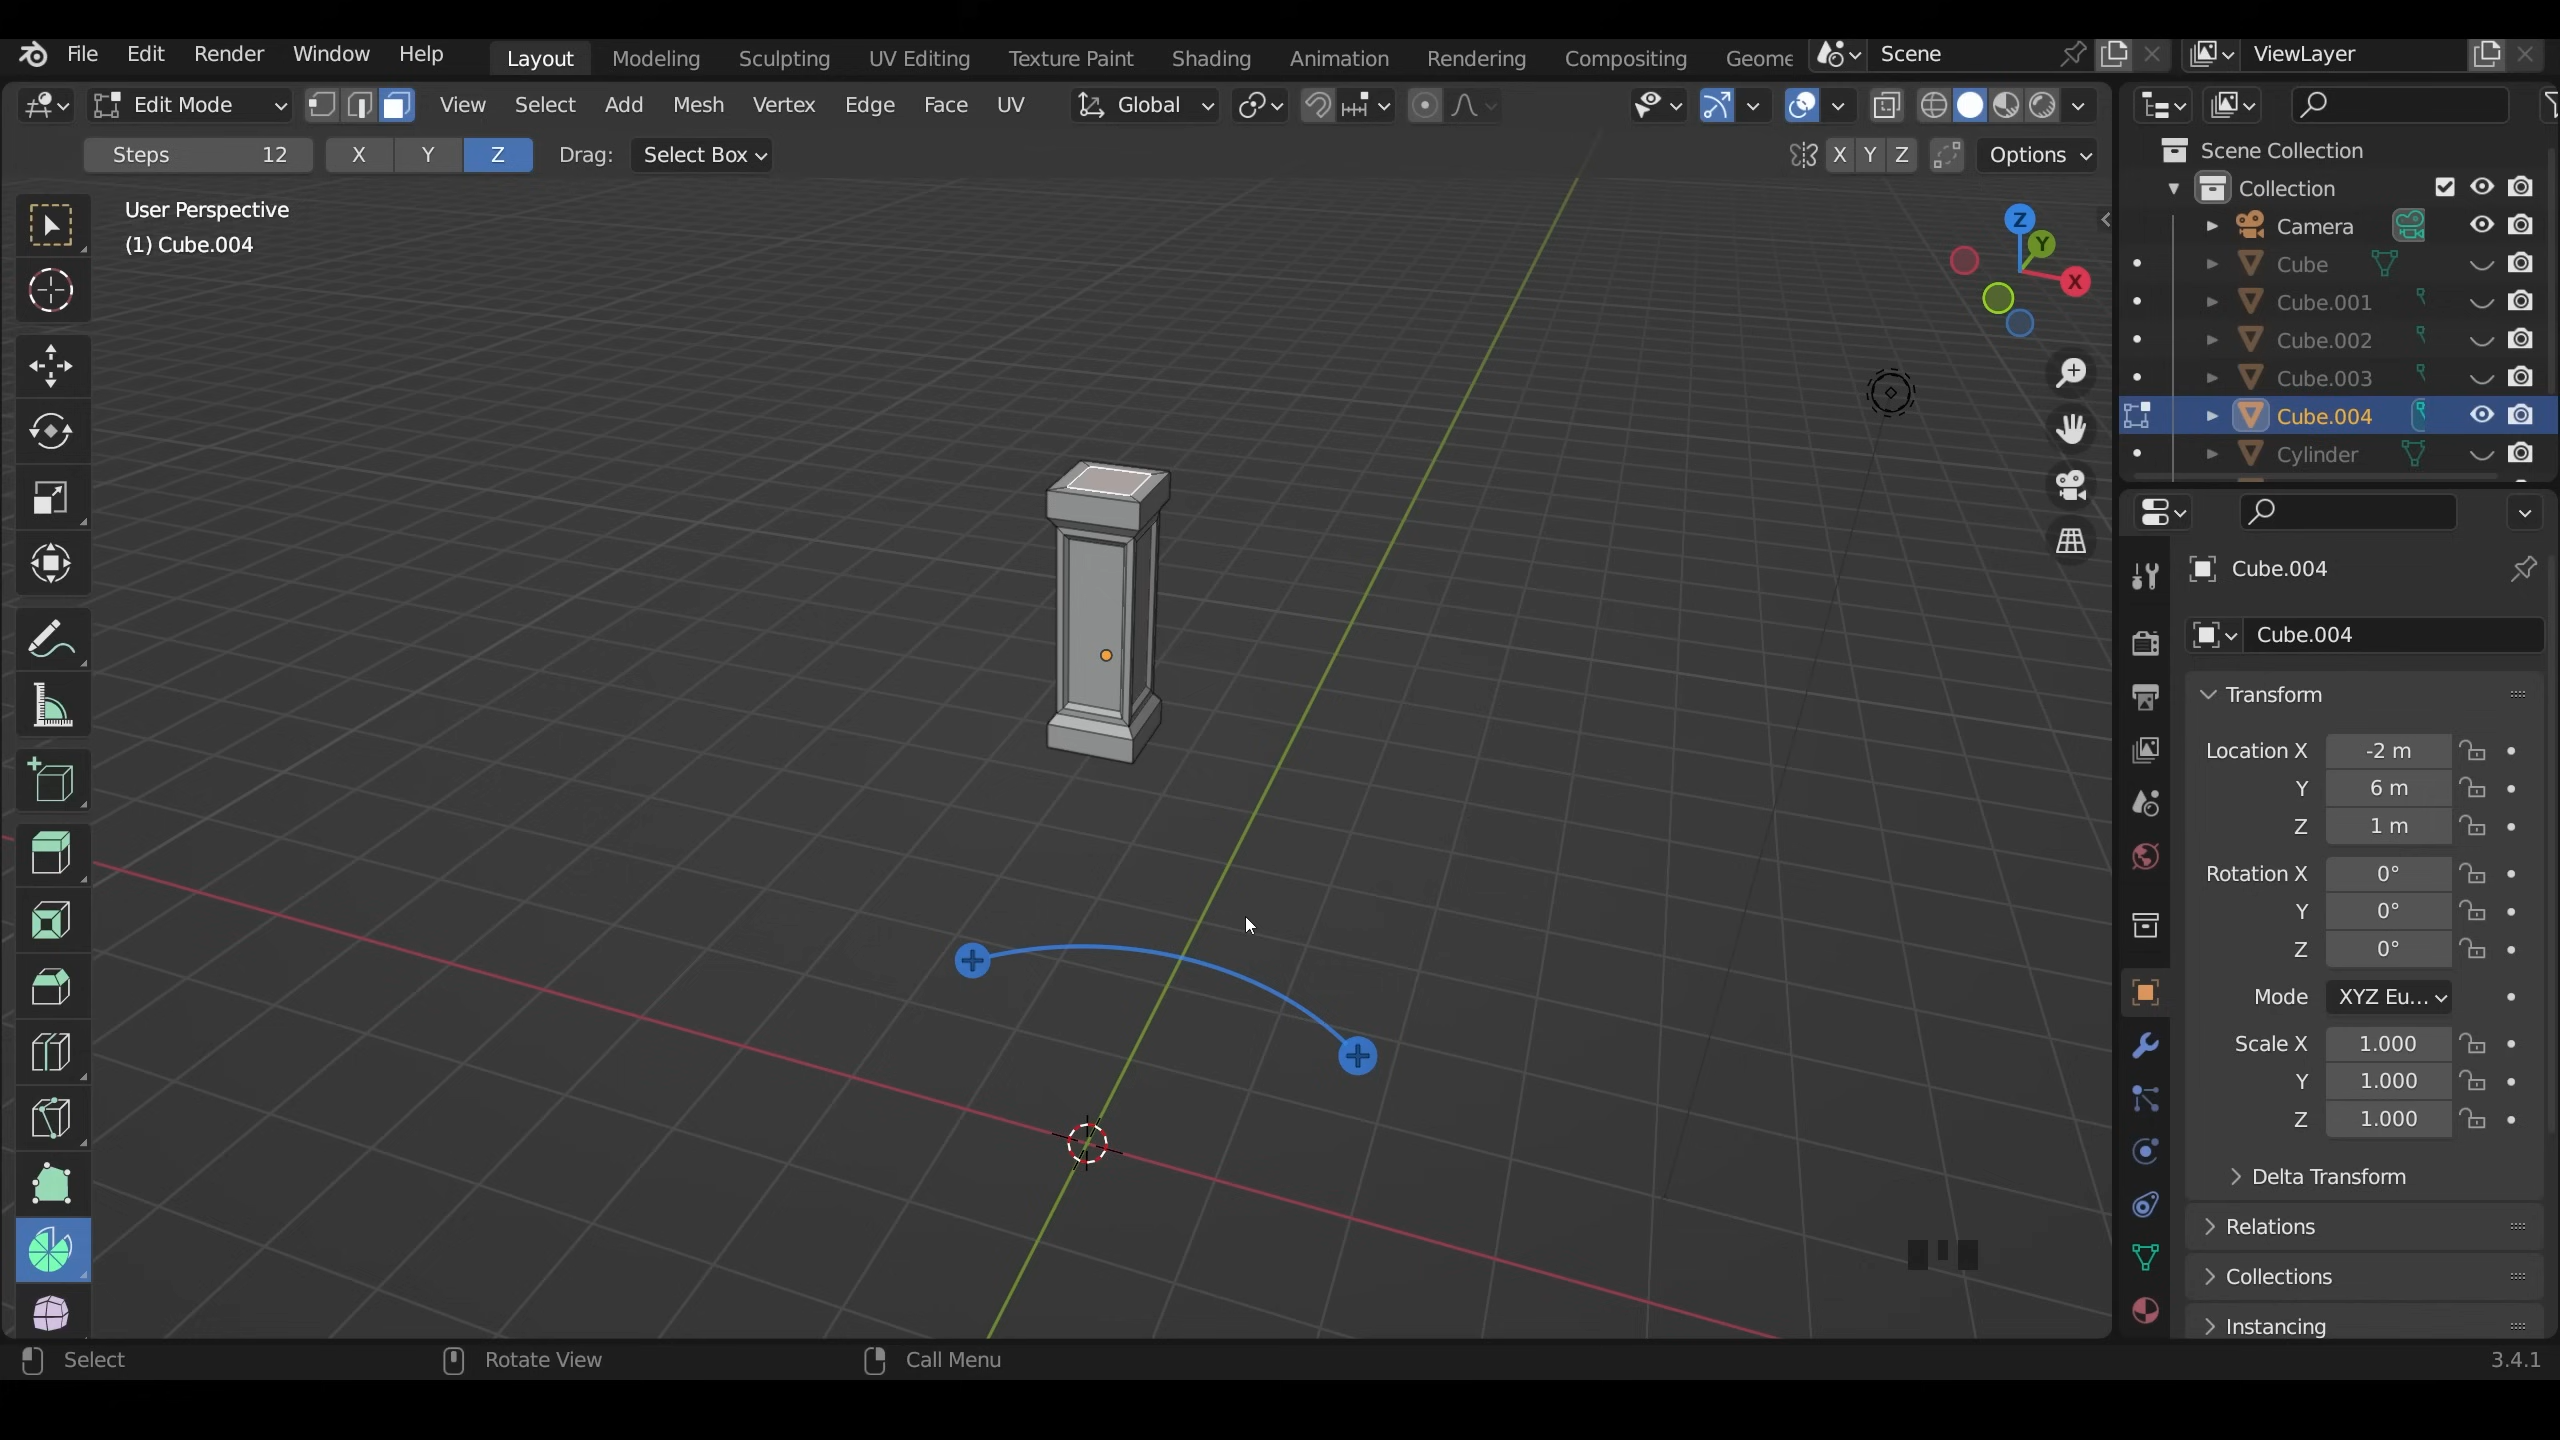 File Edit Render Window Help Layout Modeling Sculpting UV Editing Texture Paint Shading Animation Rendering Compositing Geome Scene ViewLayer
Edit Mode View Select Add Mesh Vertex Edge Face UV Global
Steps 12 X Y Z Drag: Select Box X Y Z Options
User Perspective
(1) Cube.004
Z
Y
X
Scene Collection
Collection
Camera
Cube
Cube.001
Cube.002
Cube.003
Cube.004
Cylinder
Cube.004
Cube.004
Transform
Location X -2 m
Y 6 m
Z 1 m
Rotation X 0°
Y 0°
Z 0°
Mode XYZ Eu...
Scale X 1.000
Y 1.000
Z 1.000
Delta Transform
Relations
Collections
Instancing
Select Rotate View Call Menu 3.4.1